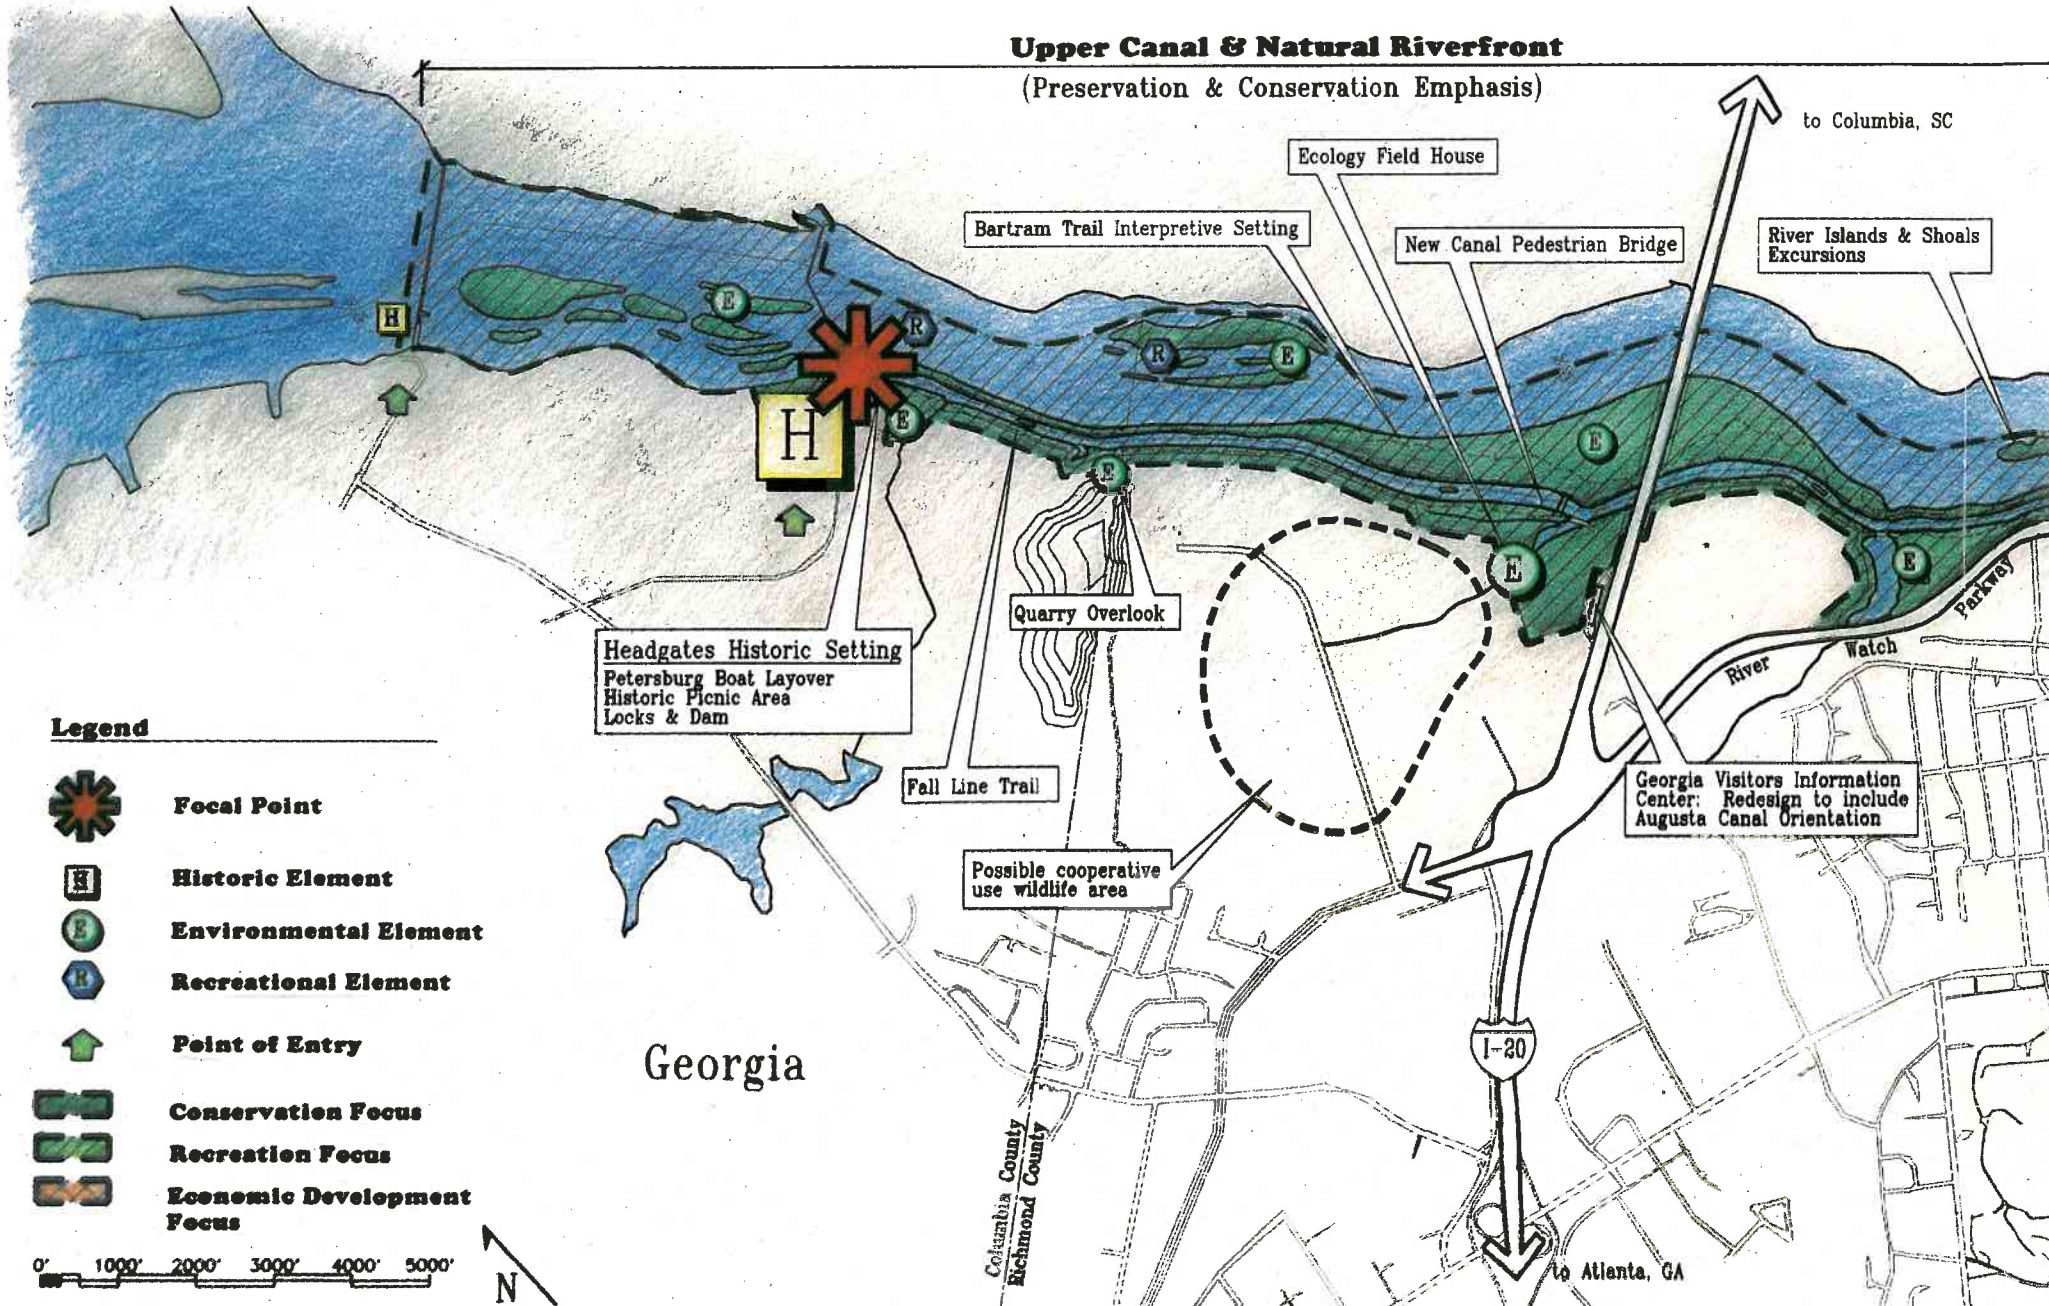 Upper Canal & Natural Riverfront
(Preservation & Conservation Emphasis)
to Columbia, SC
Ecology Field House
Bartram Trail Interpretive Setting
New Canal Pedestrian Bridge
River Islands & Shoals
Excursions
H
E
R
R
E
H
E
E
E
E
E
Quarry Overlook
Headgates Historic Setting
Petersburg Boat Layover
Historic Picnic Area
Locks & Dam
Fall Line Trail
River
Watch
Parkway
Georgia Visitors Information
Center: Redesign to include
Augusta Canal Orientation
Possible cooperative
use wildlife area
Legend
Focal Point
H
Historic Element
E
Environmental Element
R
Recreational Element
Point of Entry
Conservation Focus
Recreation Focus
Economic Development
Focus
0' 1000' 2000' 3000' 4000' 5000'
N
Georgia
Columbia County
Richmond County
I-20
to Atlanta, GA